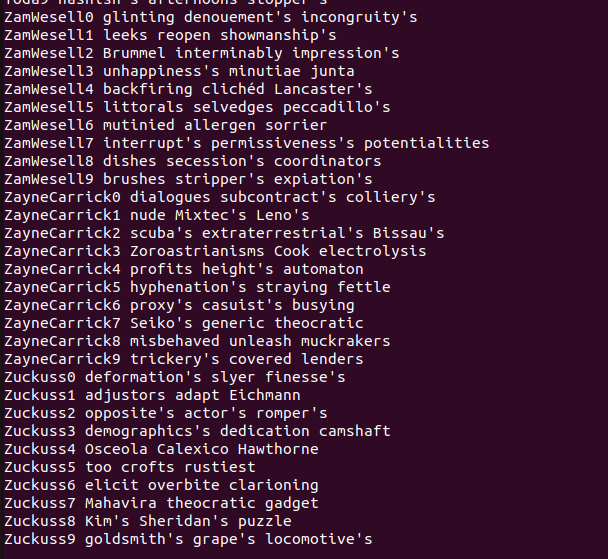 Yoda9 hashish's afternoons stopper's
ZamWesell0 glinting denouement's incongruity's
ZamWesell1 leeks reopen showmanship's
ZamWesell2 Brummel interminably impression's
ZamWesell3 unhappiness's minutiae junta
ZamWesell4 backfiring clichéd Lancaster's
ZamWesell5 littorals selvedges peccadillo's
ZamWesell6 mutinied allergen sorrier
ZamWesell7 interrupt's permissiveness's potentialities
ZamWesell8 dishes secession's coordinators
ZamWesell9 brushes stripper's expiation's
ZayneCarrick0 dialogues subcontract's colliery's
ZayneCarrick1 nude Mixtec's Leno's
ZayneCarrick2 scuba's extraterrestrial's Bissau's
ZayneCarrick3 Zoroastrianisms Cook electrolysis
ZayneCarrick4 profits height's automaton
ZayneCarrick5 hyphenation's straying fettle
ZayneCarrick6 proxy's casuist's busying
ZayneCarrick7 Seiko's generic theocratic
ZayneCarrick8 misbehaved unleash muckrakers
ZayneCarrick9 trickery's covered lenders
Zuckuss0 deformation's slyer finesse's
Zuckuss1 adjustors adapt Eichmann
Zuckuss2 opposite's actor's romper's
Zuckuss3 demographics's dedication camshaft
Zuckuss4 Osceola Calexico Hawthorne
Zuckuss5 too crofts rustiest
Zuckuss6 elicit overbite clarioning
Zuckuss7 Mahavira theocratic gadget
Zuckuss8 Kim's Sheridan's puzzle
Zuckuss9 goldsmith's grape's locomotive's